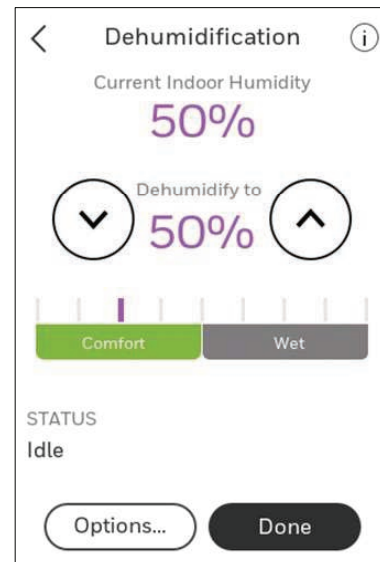 Dehumidification i
Current Indoor Humidity
50%
Dehumidify to
50%
Comfort Wet
STATUS
Idle
Options... Done